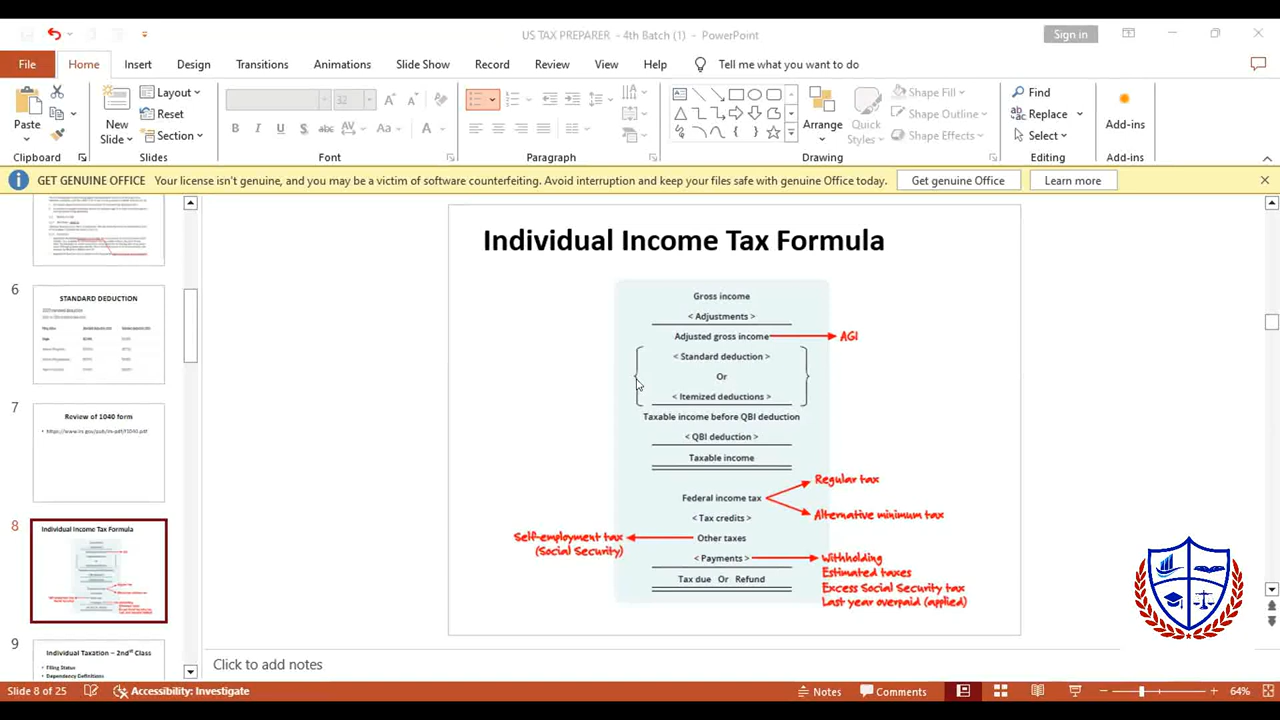 US TAX PREPARER - 4th Batch (1) - PowerPoint
Sign in
File Home Insert Design Transitions Animations Slide Show Record Review View Help Tell me what you want to do
Paste
New Slide
Layout
Reset
Section
32
B I U S abc AV Aa A
Arrange
Quick Styles
Shape Fill
Shape Outline
Shape Effects
Find
Replace
Select
Add-ins
Clipboard Slides Font Paragraph Drawing Editing Add-ins
GET GENUINE OFFICE Your license isn't genuine, and you may be a victim of software counterfeiting. Avoid interruption and keep your files safe with genuine Office today. Get genuine Office Learn more
6
STANDARD DEDUCTION
7
Review of 1040 form
8
Individual Income Tax Formula
9
Individual Taxation – 2nd Class
• Filing Status
• Dependency Definitions
Individual Income Tax Formula
Gross income
< Adjustments >
Adjusted gross income AGI
< Standard deduction >
Or
< Itemized deductions >
Taxable income before QBI deduction
< QBI deduction >
Taxable income
Regular tax
Federal income tax
Alternative minimum tax
< Tax credits >
Self-employment tax
(Social Security)
Other taxes
< Payments > Withholding
Estimated taxes
Excess Social Security tax
Last year overpaid (applied)
Tax due Or Refund
Click to add notes
Slide 8 of 25 Accessibility: Investigate Notes Comments 64%